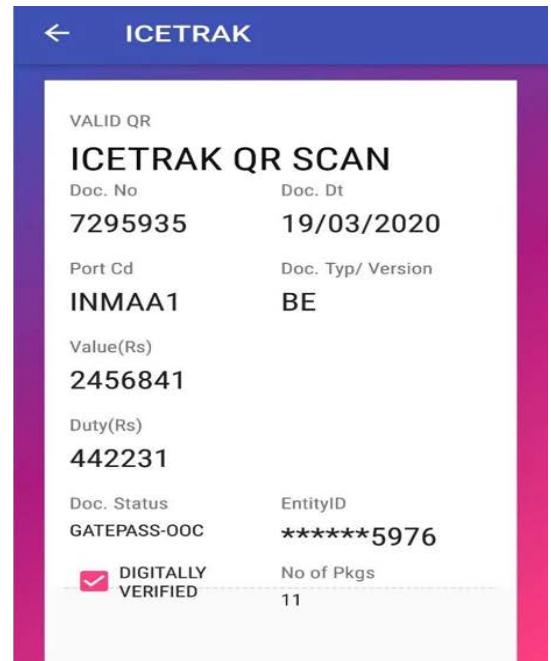 ICETRAK
VALID QR
ICETRAK QR SCAN
Doc. No Doc. Dt
7295935 19/03/2020
Port Cd Doc. Typ/ Version
INMAA1 BE
Value(Rs)
2456841
Duty(Rs)
442231
Doc. Status EntityID
GATEPASS-OOC ******5976
DIGITALLY No of Pkgs
VERIFIED 11